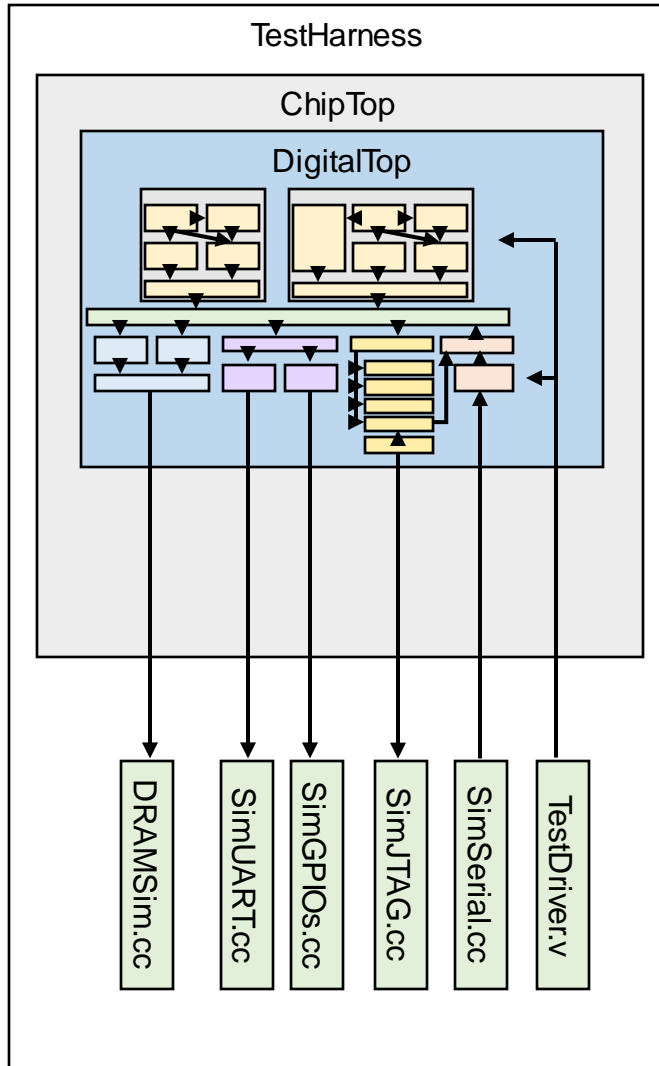 TestHarness
ChipTop
DigitalTop
DRAMSim.cc
SimUART.cc
SimGPIOs.cc
SimJTAG.cc
SimSerial.cc
TestDriver.v